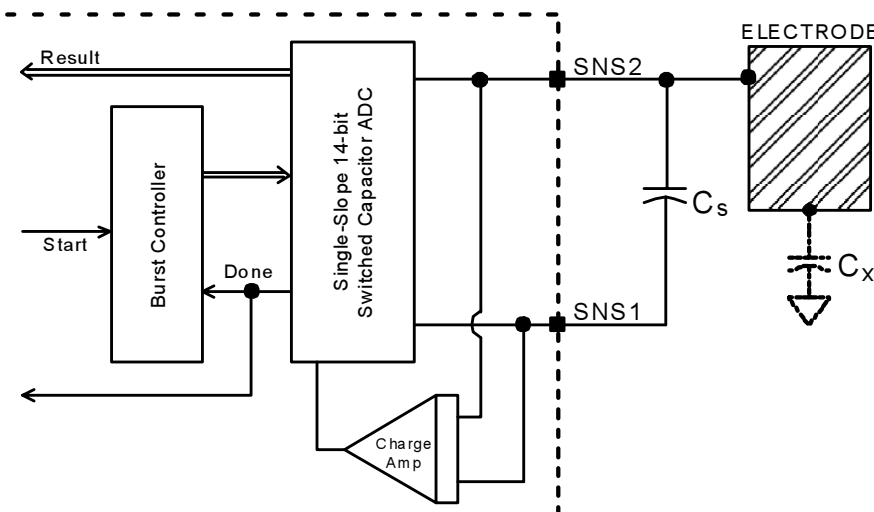 ELECTRODE
Result
SNS2
Single-Slope 14-bit
Switched Capacitor ADC
Burst Controller
Start
Done
Cs
Cx
SNS1
Charge
Amp